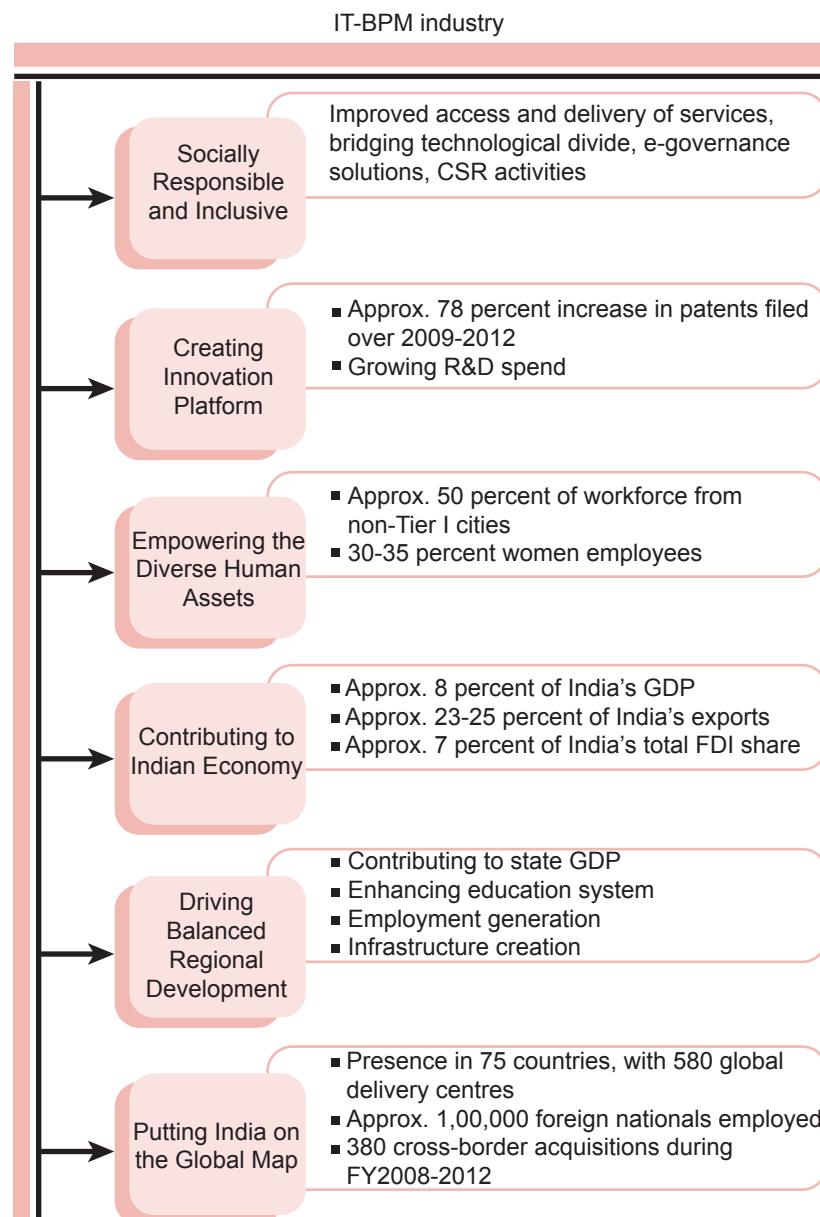 IT-BPM industry
Socially
Responsible
and Inclusive
Improved access and delivery of services,
bridging technological divide, e-governance
solutions, CSR activities
Creating
Innovation
Platform
▪ Approx. 78 percent increase in patents filed
over 2009-2012
▪ Growing R&D spend
Empowering the
Diverse Human
Assets
▪ Approx. 50 percent of workforce from
non-Tier I cities
▪ 30-35 percent women employees
Contributing to
Indian Economy
▪ Approx. 8 percent of India’s GDP
▪ Approx. 23-25 percent of India’s exports
▪ Approx. 7 percent of India’s total FDI share
Driving
Balanced
Regional
Development
▪ Contributing to state GDP
▪ Enhancing education system
▪ Employment generation
▪ Infrastructure creation
Putting India on
the Global Map
▪ Presence in 75 countries, with 580 global
delivery centres
▪ Approx. 1,00,000 foreign nationals employed
▪ 380 cross-border acquisitions during
FY2008-2012